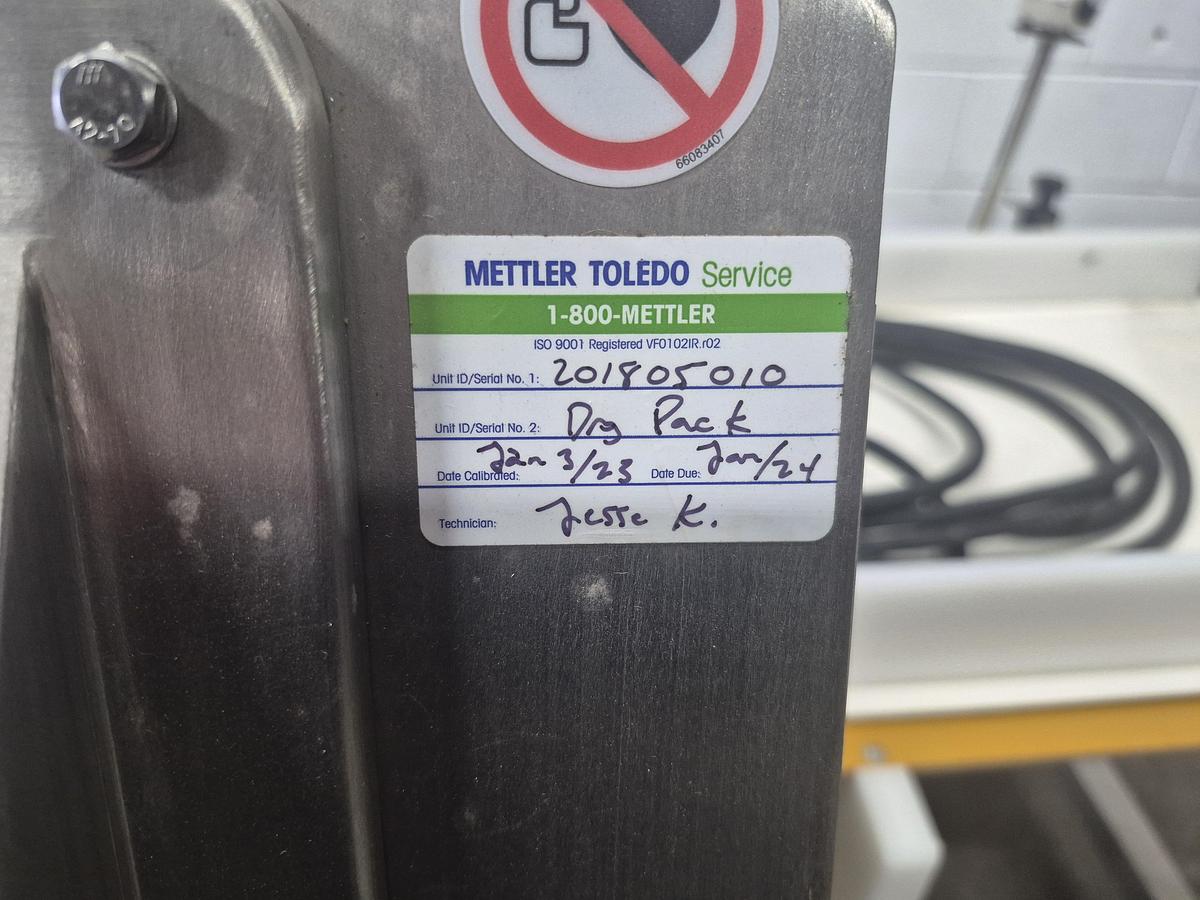 66083407
METTLER TOLEDO Service
1-800-METTLER
ISO 9001 Registered VF0102IR.r02
Unit ID/Serial No. 1: 201805010
Unit ID/Serial No. 2: Dry Pack
Date Calibrated: Jan 3/23 Date Due: Jan/24
Technician: Jesse K.